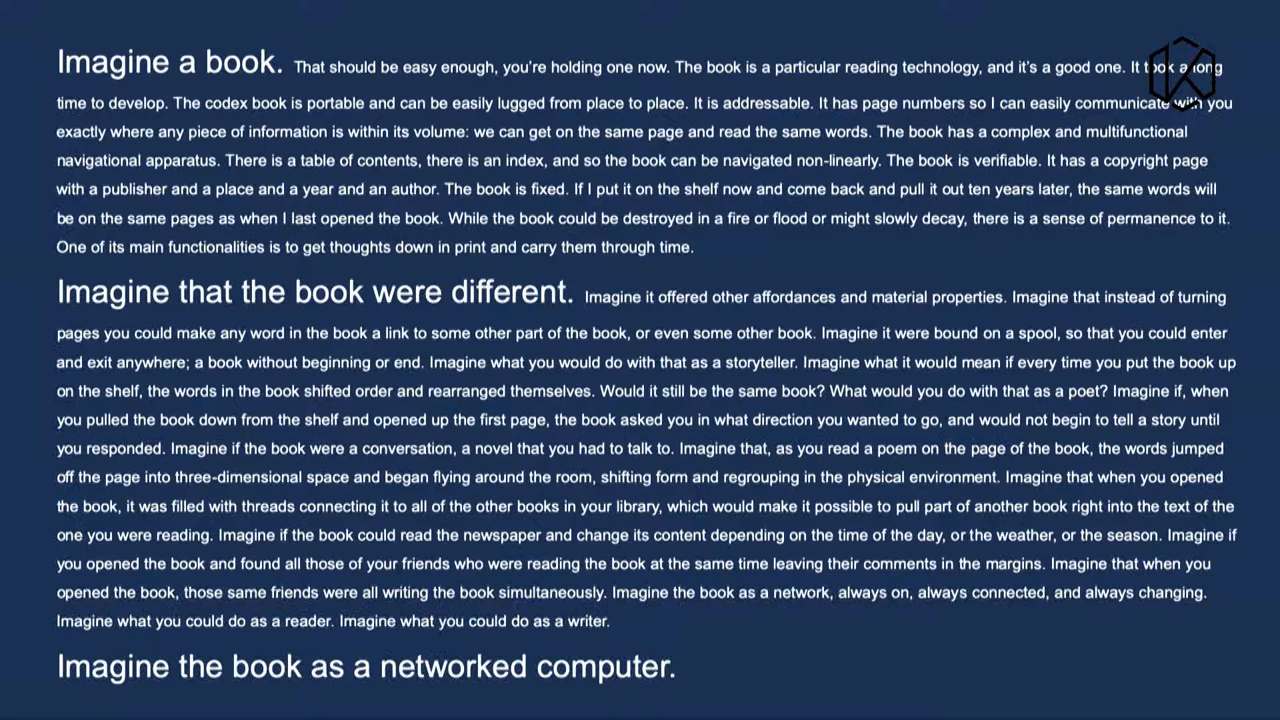 Imagine a book. That should be easy enough, you're holding one now. The book is a particular reading technology, and it's a good one. It took a long
time to develop. The codex book is portable and can be easily lugged from place to place. It is addressable. It has page numbers so I can easily communicate with you
exactly where any piece of information is within its volume: we can get on the same page and read the same words. The book has a complex and multifunctional
navigational apparatus. There is a table of contents, there is an index, and so the book can be navigated non-linearly. The book is verifiable. It has a copyright page
with a publisher and a place and a year and an author. The book is fixed. If I put it on the shelf now and come back and pull it out ten years later, the same words will
be on the same pages as when I last opened the book. While the book could be destroyed in a fire or flood or might slowly decay, there is a sense of permanence to it.
One of its main functionalities is to get thoughts down in print and carry them through time.
Imagine that the book were different. Imagine it offered other affordances and material properties. Imagine that instead of turning
pages you could make any word in the book a link to some other part of the book, or even some other book. Imagine it were bound on a spool, so that you could enter
and exit anywhere; a book without beginning or end. Imagine what you would do with that as a storyteller. Imagine what it would mean if every time you put the book up
on the shelf, the words in the book shifted order and rearranged themselves. Would it still be the same book? What would you do with that as a poet? Imagine if, when
you pulled the book down from the shelf and opened up the first page, the book asked you in what direction you wanted to go, and would not begin to tell a story until
you responded. Imagine if the book were a conversation, a novel that you had to talk to. Imagine that, as you read a poem on the page of the book, the words jumped
off the page into three-dimensional space and began flying around the room, shifting form and regrouping in the physical environment. Imagine that when you opened
the book, it was filled with threads connecting it to all of the other books in your library, which would make it possible to pull part of another book right into the text of the
one you were reading. Imagine if the book could read the newspaper and change its content depending on the time of the day, or the weather, or the season. Imagine if
you opened the book and found all those of your friends who were reading the book at the same time leaving their comments in the margins. Imagine that when you
opened the book, those same friends were all writing the book simultaneously. Imagine the book as a network, always on, always connected, and always changing.
Imagine what you could do as a reader. Imagine what you could do as a writer.
Imagine the book as a networked computer.